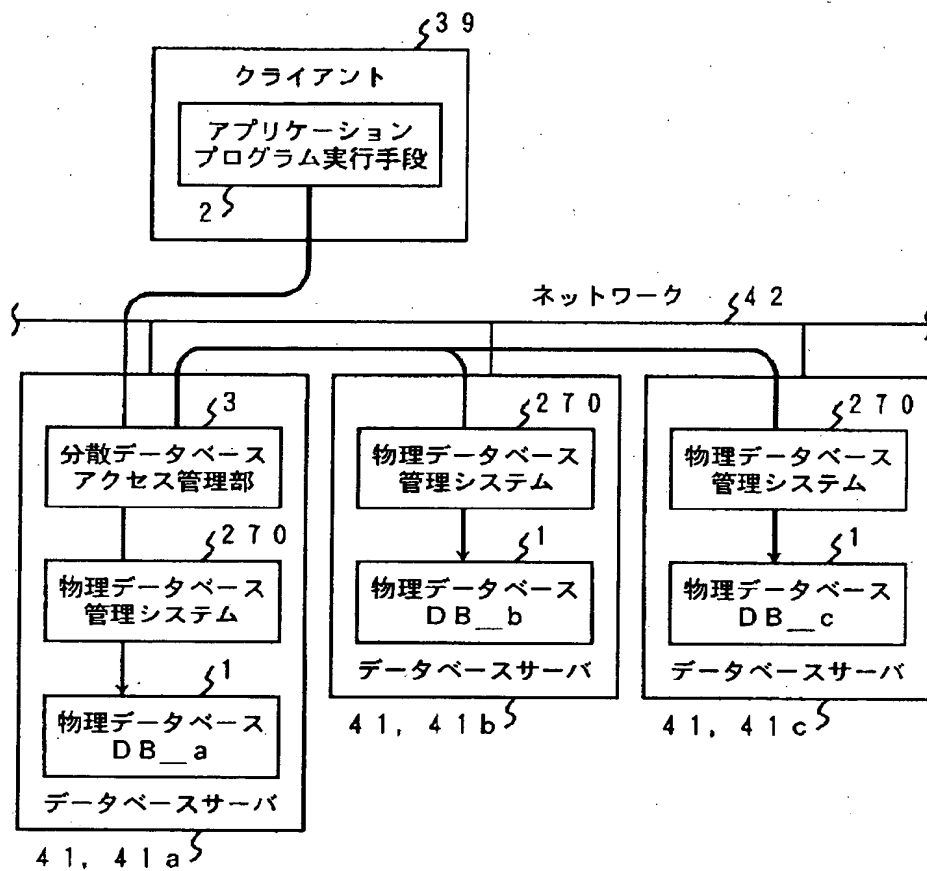 39
クライアント
アプリケーション
プログラム実行手段
2
ネットワーク
42
3
分散データベース
アクセス管理部
270
物理データベース
管理システム
1
物理データベース
DB__a
データベースサーバ
41, 41a
270
物理データベース
管理システム
1
物理データベース
DB__b
データベースサーバ
41, 41b
270
物理データベース
管理システム
1
物理データベース
DB__c
データベースサーバ
41, 41c